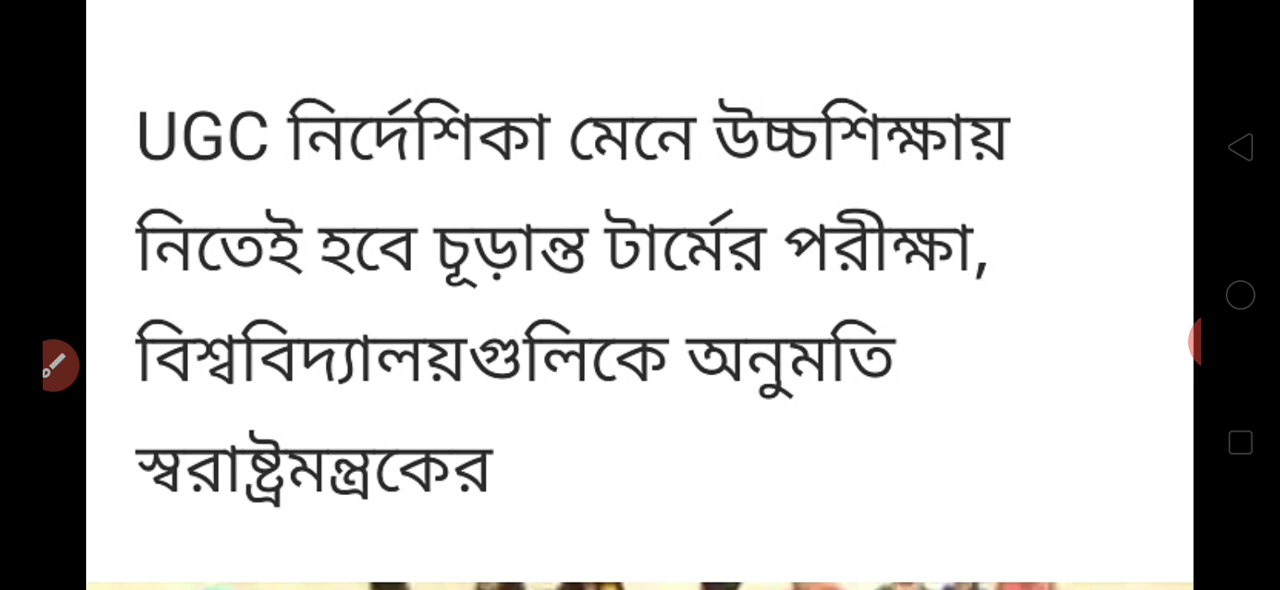 UGC নির্দেশিকা মেনে উচ্চশিক্ষায়
নিতেই হবে চূড়ান্ত টার্মের পরীক্ষা,
বিশ্ববিদ্যালয়গুলিকে অনুমতি
স্বরাষ্ট্রমন্ত্রকের